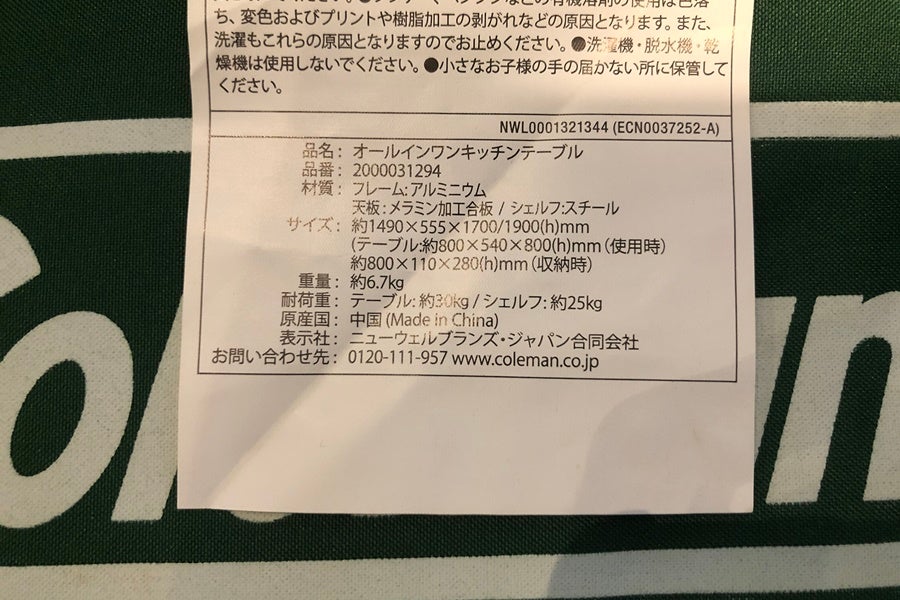 ち、変色およびプリントや樹脂加工の剥がれなどの原因となります。また、
洗濯もこれらの原因となりますのでお止めください。●洗濯機・脱水機・乾
燥機は使用しないでください。●小さなお子様の手の届かない所に保管して
ください。
NWL0001321344 (ECN0037252-A)
品名： オールインワンキッチンテーブル
品番： 2000031294
材質： フレーム:アルミニウム
天板:メラミン加工合板 / シェルフ:スチール
サイズ： 約1490×555×1700/1900(h)mm
(テーブル:約800×540×800(h)mm（使用時）
約800×110×280(h)mm（収納時）
重量： 約6.7kg
耐荷重： テーブル: 約30kg / シェルフ: 約25kg
原産国： 中国 (Made in China)
表示社： ニューウェルブランズ・ジャパン合同会社
お問い合わせ先： 0120-111-957 www.coleman.co.jp